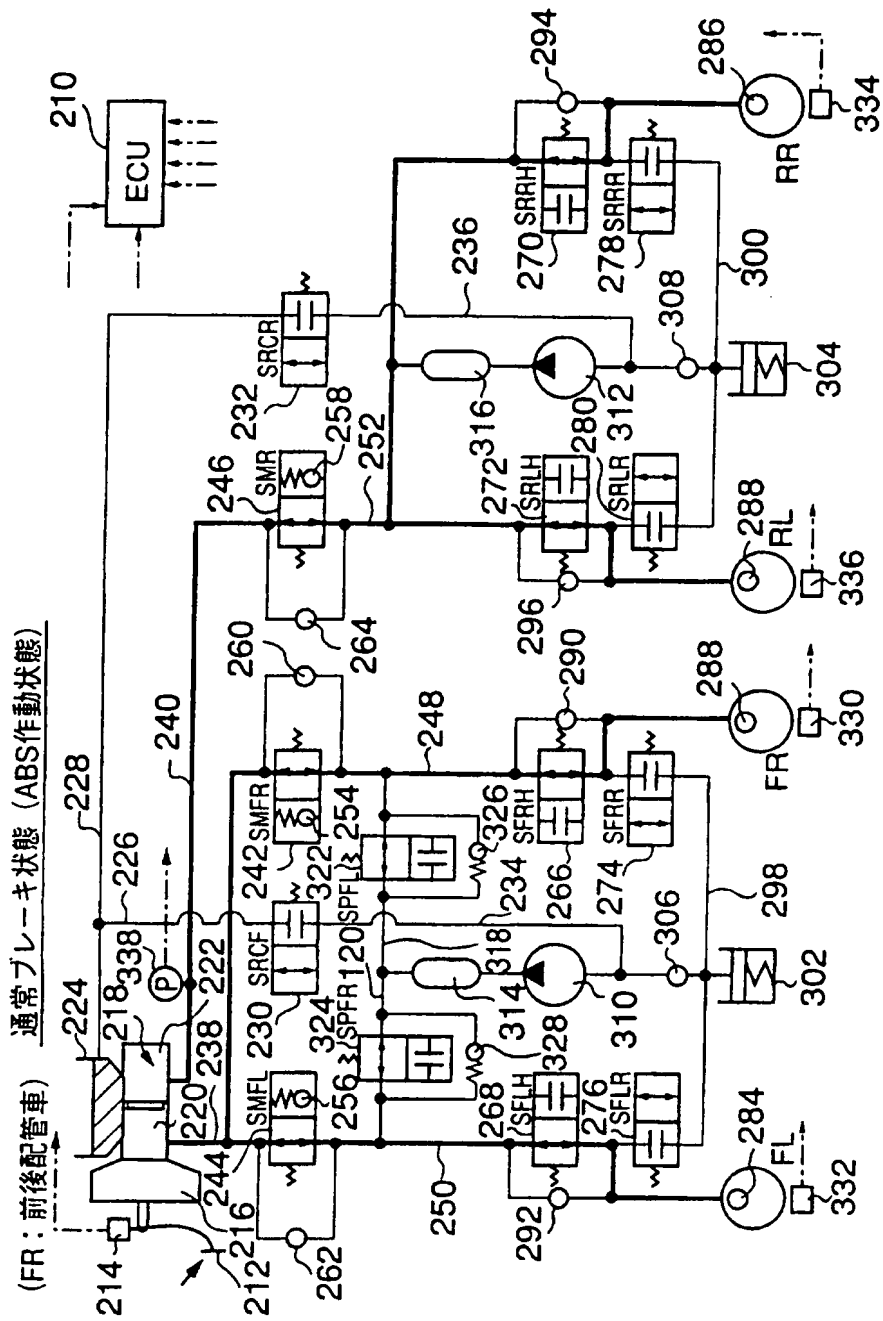 (FR: 前後配管車) 通常ブレーキ状態 (ABS作動状態)
210
ECU
214
216
212
218
220
222
224
338
P
226
228
240
238
244
SMFL
256
262
230
SRCF
242
SMFR
254
260
264
246
SMR
258
252
232
SRCR
236
324
SPFR
120
322
SPFL
326
328
318
314
310
234
248
250
292
268
SFLH
276
SFLR
266
SFRH
274
SFRR
290
306
302
298
FL
284
332
FR
288
330
296
272
SRLH
280
SRLR
316
312
308
304
300
270
SRRH
278
SRRR
294
RL
288
336
RR
286
334